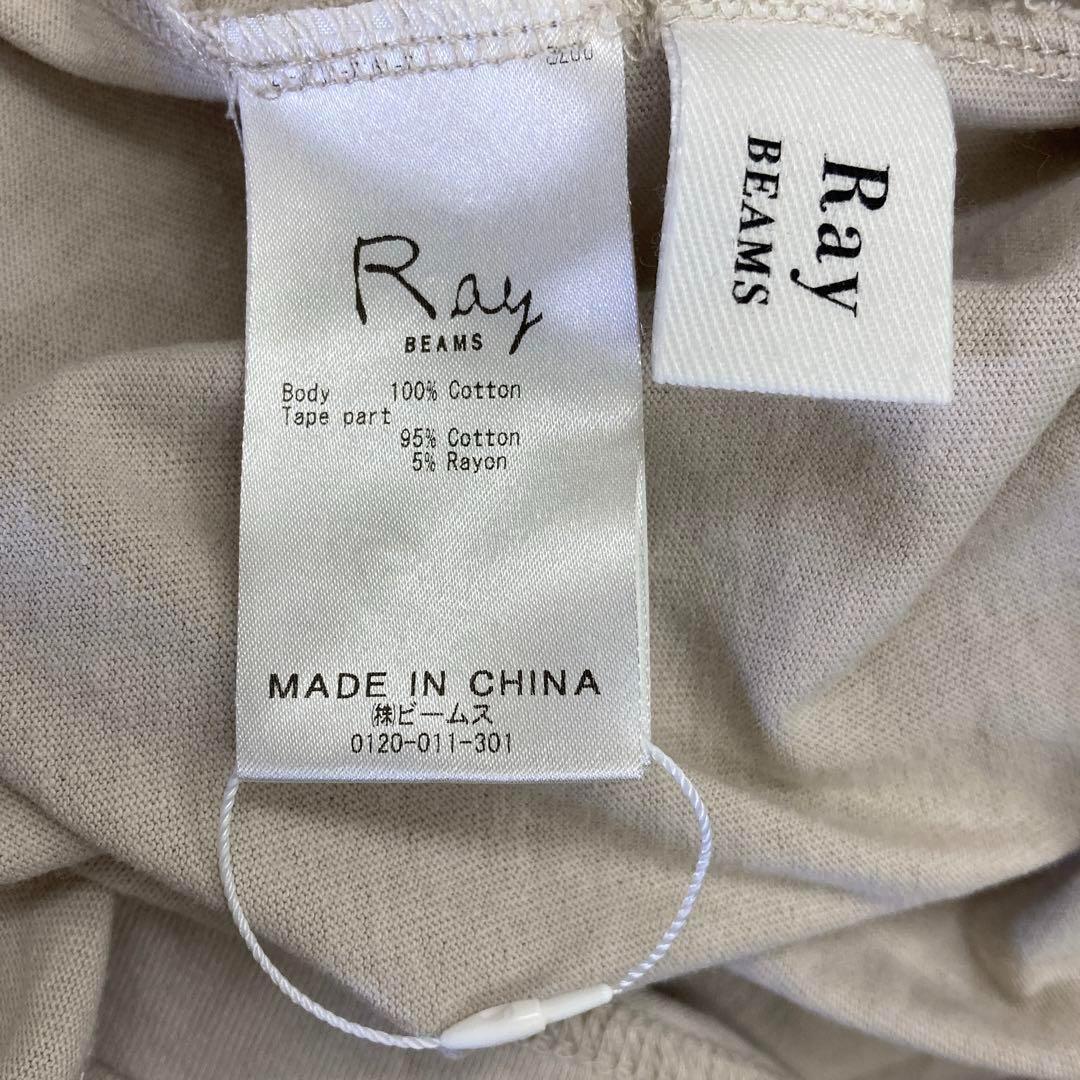 Ray
BEAMS
Body 100% Cotton
Tape part
95% Cotton
5% Rayon
MADE IN CHINA
㈱ビームス
0120-011-301
Ray
BEAMS